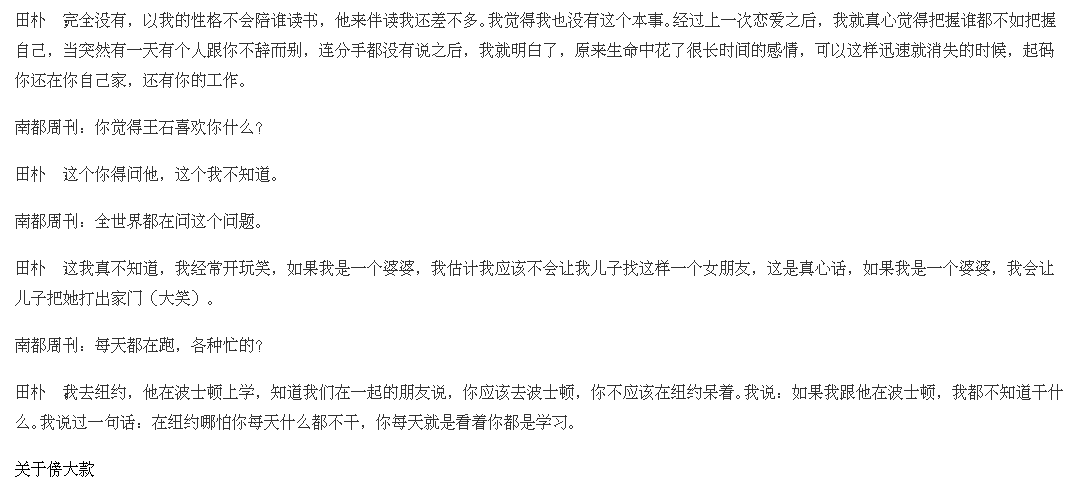 田朴　完全没有，以我的性格不会陪谁读书，他来伴读我还差不多。我觉得我也没有这个本事。经过上一次恋爱之后，我就真心觉得把握谁都不如把握
自己，当突然有一天有个人跟你不辞而别，连分手都没有说之后，我就明白了，原来生命中花了很长时间的感情，可以这样迅速就消失的时候，起码
你还在你自己家，还有你的工作。
南都周刊：你觉得王石喜欢你什么？
田朴　这个你得问他，这个我不知道。
南都周刊：全世界都在问这个问题。
田朴　这我真不知道，我经常开玩笑，如果我是一个婆婆，我估计我应该不会让我儿子找这样一个女朋友，这是真心话，如果我是一个婆婆，我会让
儿子把她打出家门（大笑）。
南都周刊：每天都在跑，各种忙的？
田朴　我去纽约，他在波士顿上学，知道我们在一起的朋友说，你应该去波士顿，你不应该在纽约呆着。我说：如果我跟他在波士顿，我都不知道干什
么。我说过一句话：在纽约哪怕你每天什么都不干，你每天就是看着你都是学习。
关于傍大款